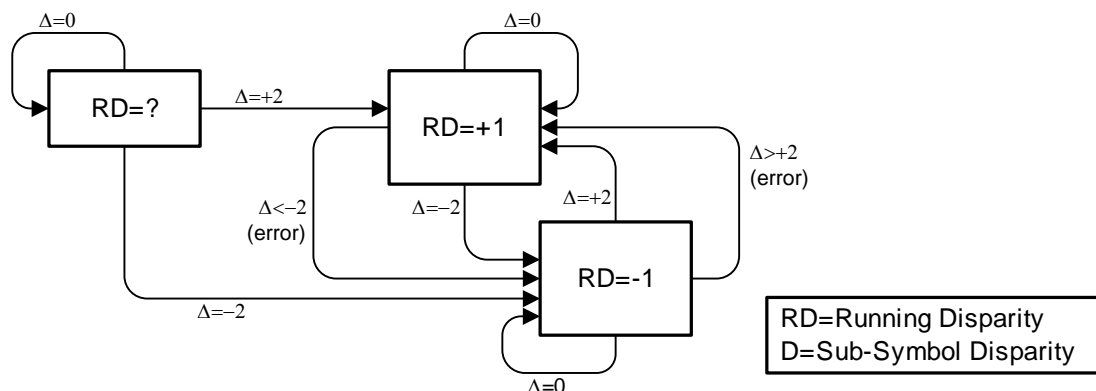 Δ=0
Δ=0
RD=?
Δ=+2
RD=+1
Δ>+2
(error)
Δ<−2
(error)
Δ=−2
Δ=+2
RD=-1
Δ=−2
Δ=0
RD=Running Disparity
D=Sub-Symbol Disparity